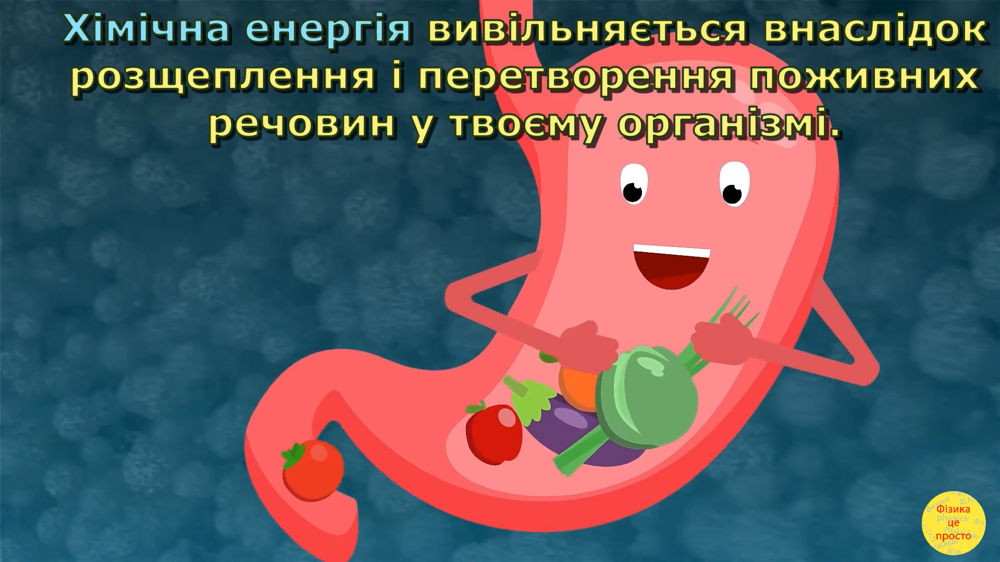 Хімічна енергія вивільняється внаслідок
розщеплення і перетворення поживних
речовин у твоєму організмі.
Фізика
це
просто